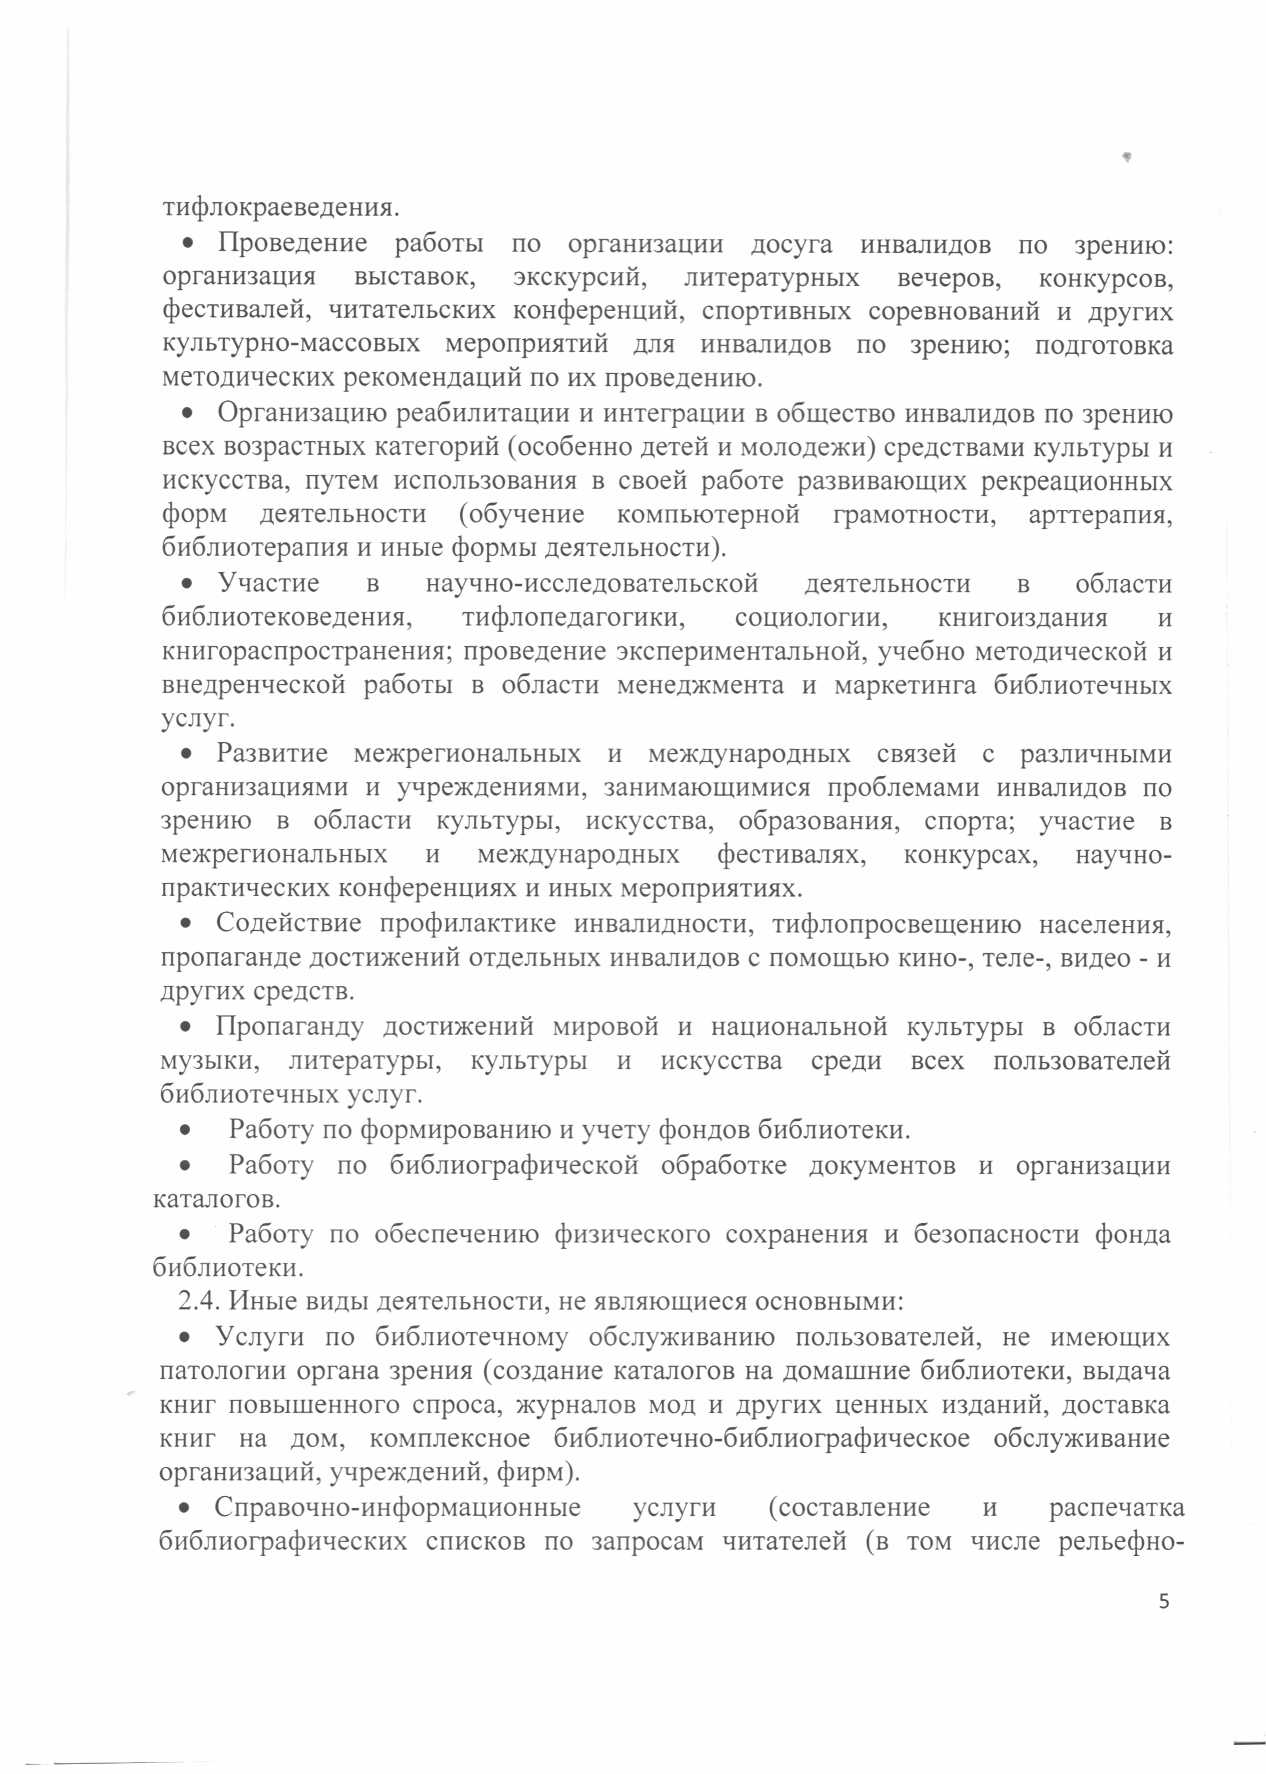 тифлокраеведения.
• Проведение работы по организации досуга инвалидов по зрению:
организация выставок, экскурсий, литературных вечеров, конкурсов,
фестивалей, читательских конференций, спортивных соревнований и других
культурно-массовых мероприятий для инвалидов по зрению; подготовка
методических рекомендаций по их проведению.
• Организацию реабилитации и интеграции в общество инвалидов по зрению
всех возрастных категорий (особенно детей и молодежи) средствами культуры и
искусства, путем использования в своей работе развивающих рекреационных
форм деятельности (обучение компьютерной грамотности, арттерапия,
библиотерапия и иные формы деятельности).
• Участие в научно-исследовательской деятельности в области
библиотековедения, тифлопедагогики, социологии, книгоиздания и
книгораспространения; проведение экспериментальной, учебно методической и
внедренческой работы в области менеджмента и маркетинга библиотечных
услуг.
• Развитие межрегиональных и международных связей с различными
организациями и учреждениями, занимающимися проблемами инвалидов по
зрению в области культуры, искусства, образования, спорта; участие в
межрегиональных и международных фестивалях, конкурсах, научно-
практических конференциях и иных мероприятиях.
• Содействие профилактике инвалидности, тифлопросвещению населения,
пропаганде достижений отдельных инвалидов с помощью кино-, теле-, видео - и
других средств.
• Пропаганду достижений мировой и национальной культуры в области
музыки, литературы, культуры и искусства среди всех пользователей
библиотечных услуг.
• Работу по формированию и учету фондов библиотеки.
• Работу по библиографической обработке документов и организации
каталогов.
• Работу по обеспечению физического сохранения и безопасности фонда
библиотеки.
2.4. Иные виды деятельности, не являющиеся основными:
• Услуги по библиотечному обслуживанию пользователей, не имеющих
патологии органа зрения (создание каталогов на домашние библиотеки, выдача
книг повышенного спроса, журналов мод и других ценных изданий, доставка
книг на дом, комплексное библиотечно-библиографическое обслуживание
организаций, учреждений, фирм).
• Справочно-информационные услуги (составление и распечатка
библиографических списков по запросам читателей (в том числе рельефно-
5